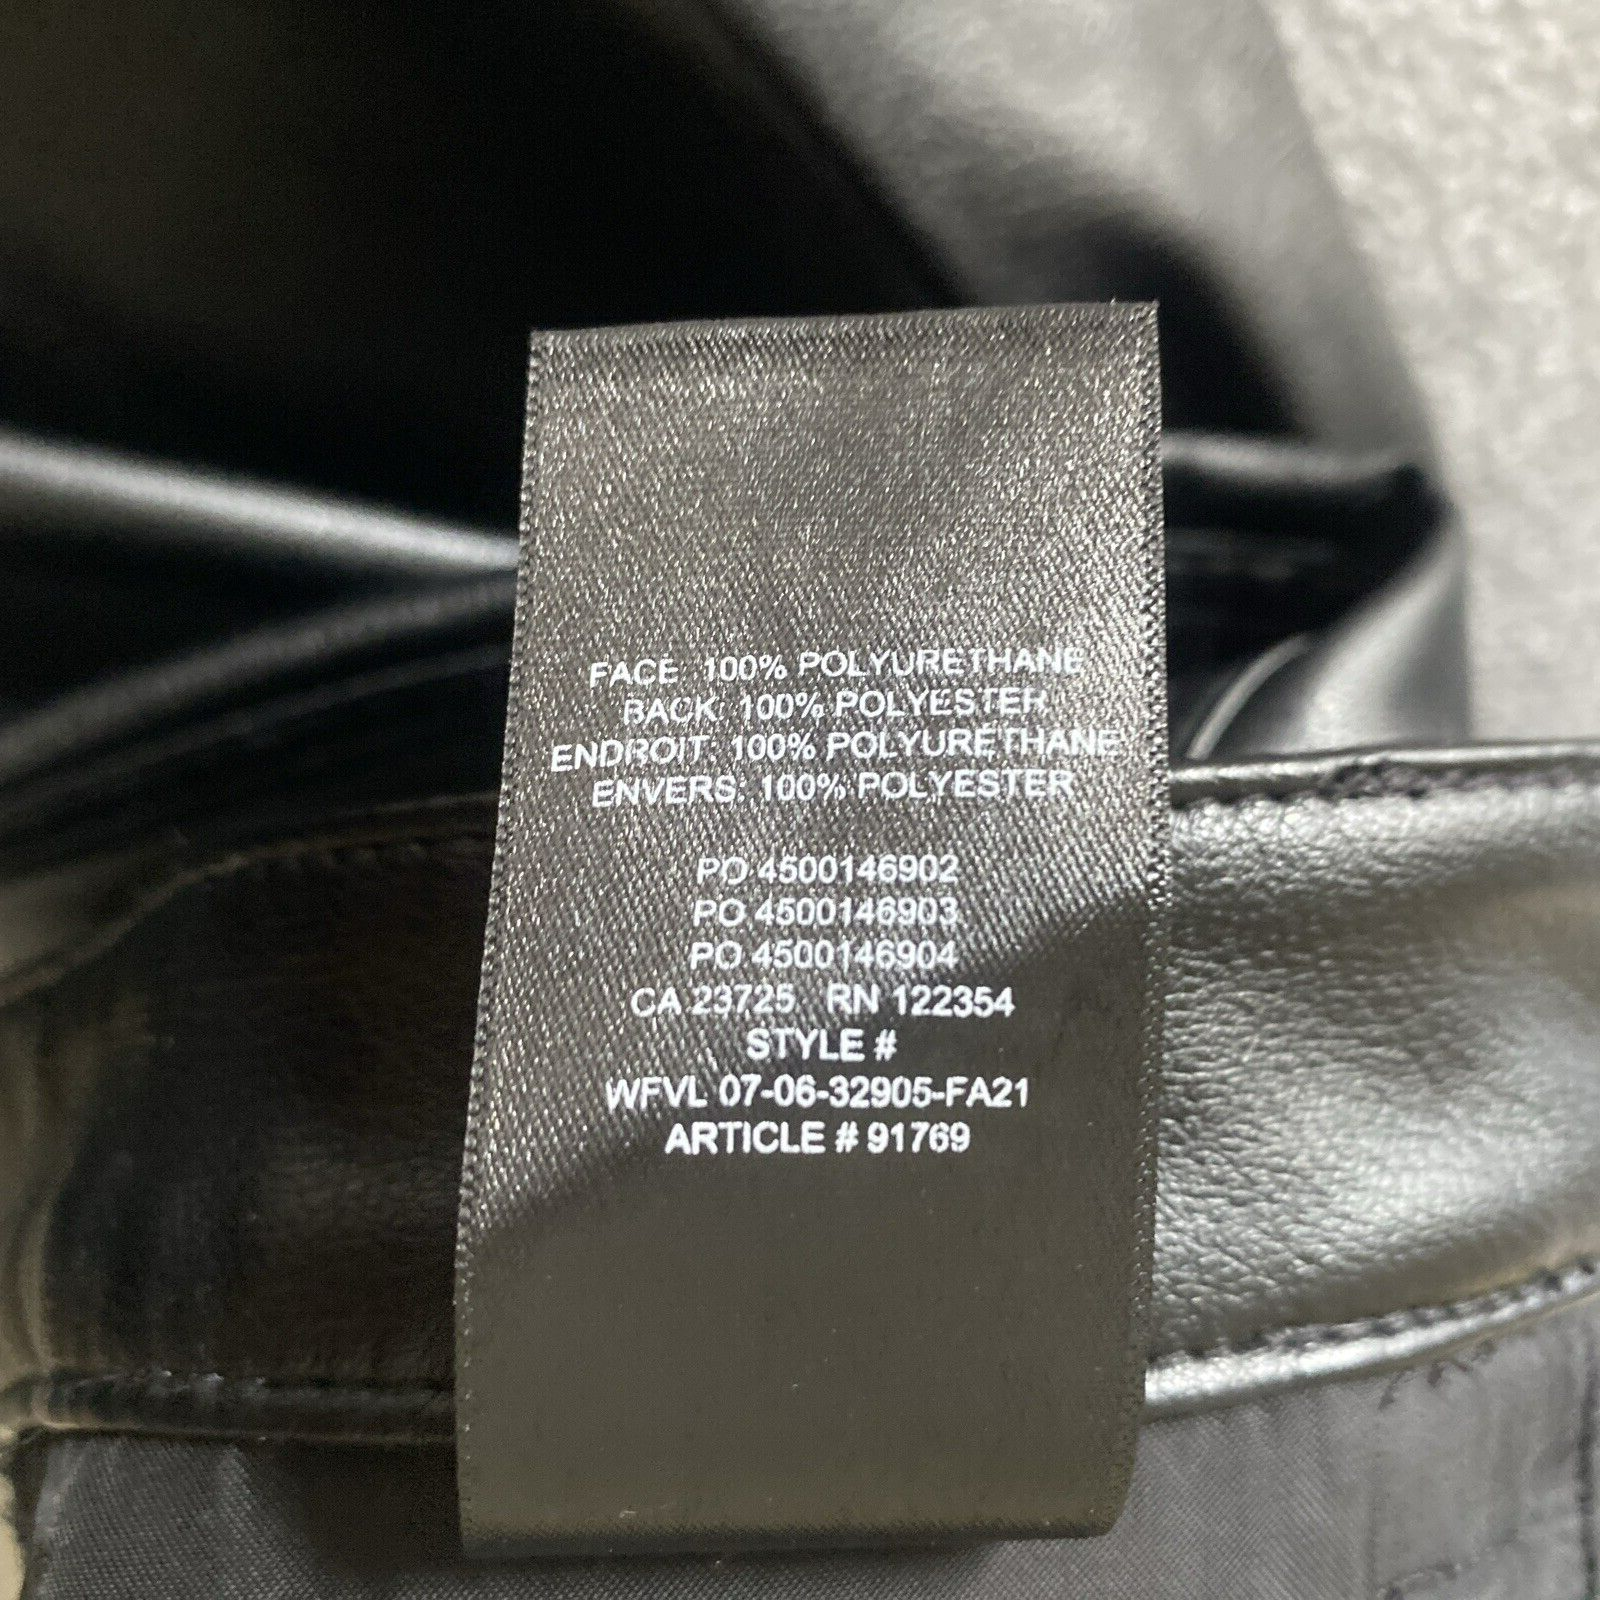 FACE: 100% POLYURETHANE
BACK: 100% POLYESTER
ENDROIT: 100% POLYURETHANE
ENVERS: 100% POLYESTER
PO 4500146902
PO 4500146903
PO 4500146904
CA 23725 RN 122354
STYLE #
WFVL 07-06-32905-FA21
ARTICLE # 91769